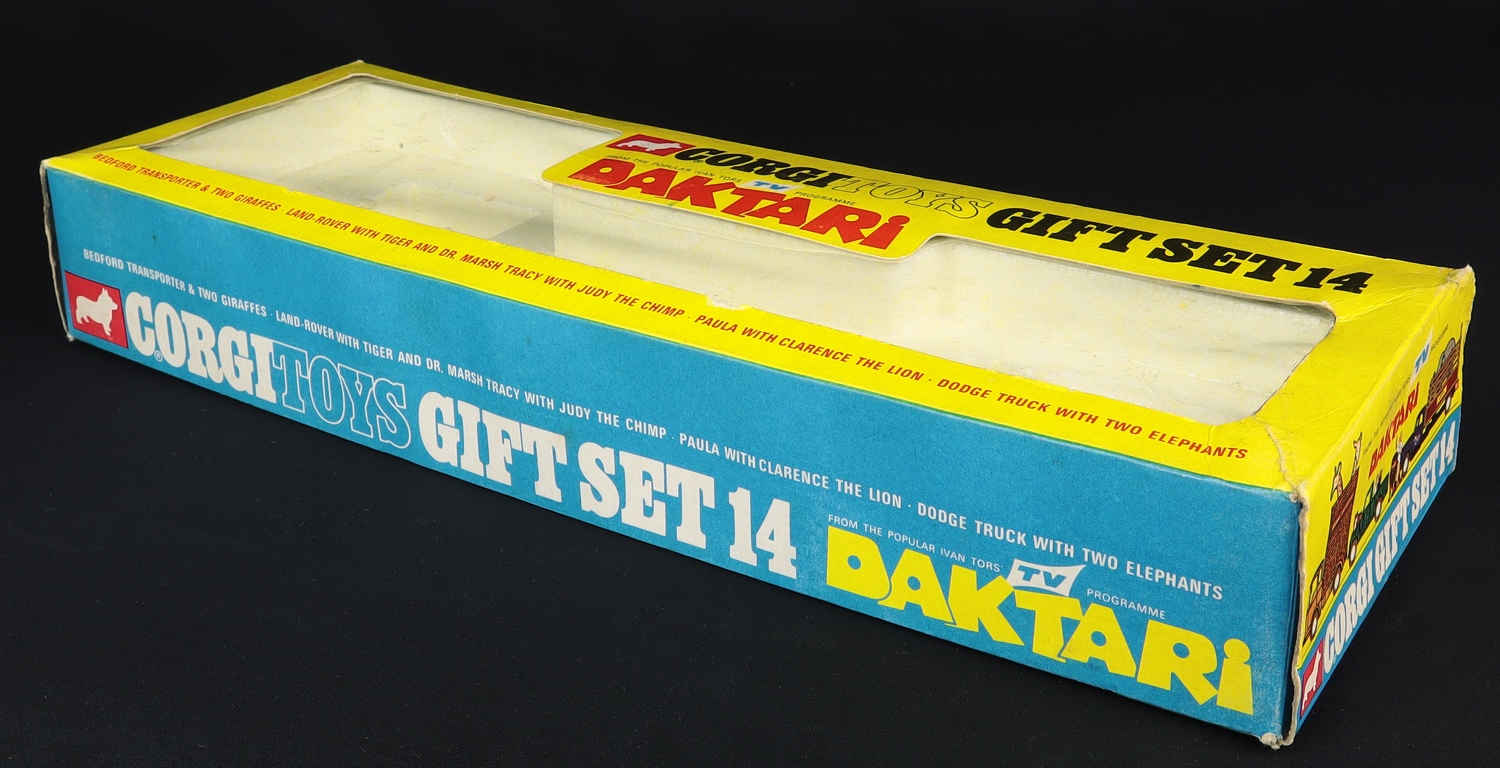 CORGI TOYS GIFT SET 14
FROM THE POPULAR IVAN TORS TV PROGRAMME
DAKTARI
BEDFORD TRANSPORTER & TWO GIRAFFES · LAND-ROVER WITH TIGER AND DR. MARSH TRACY WITH JUDY THE CHIMP · PAULA WITH CLARENCE THE LION · DODGE TRUCK WITH TWO ELEPHANTS
BEDFORD TRANSPORTER & TWO GIRAFFES · LAND-ROVER WITH TIGER AND DR. MARSH TRACY WITH JUDY THE CHIMP · PAULA WITH CLARENCE THE LION · DODGE TRUCK WITH TWO ELEPHANTS
®CORGI TOYS GIFT SET 14
FROM THE POPULAR IVAN TORS' TV PROGRAMME
DAKTARI
TV
DAKTARI
CORGI GIFT SET 14